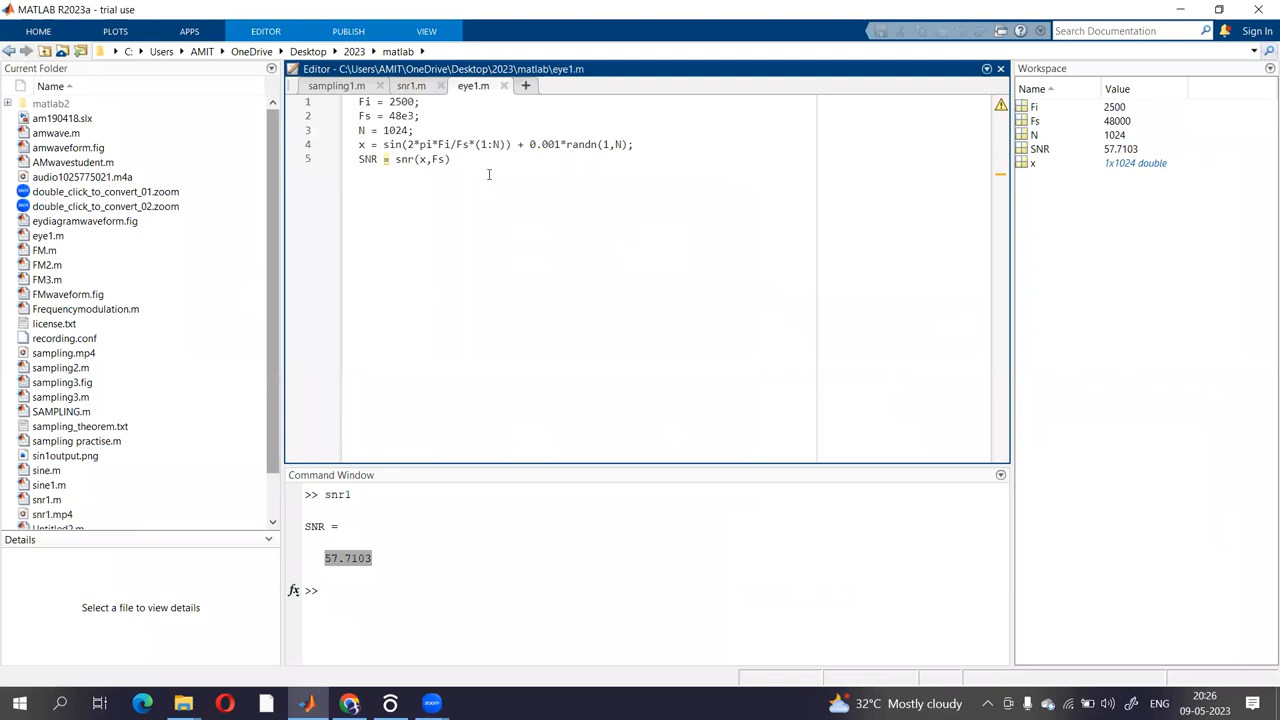 MATLAB R2023a - trial use
HOME PLOTS APPS EDITOR PUBLISH VIEW Search Documentation Sign In
C: Users AMIT OneDrive Desktop 2023 matlab
Current Folder
Name
matlab2
am190418.slx
amwave.m
amwaveform.fig
AMwavestudent.m
audio1025775021.m4a
double_click_to_convert_01.zoom
double_click_to_convert_02.zoom
eydiagramwaveform.fig
eye1.m
FM.m
FM2.m
FM3.m
FMwaveform.fig
Frequencymodulation.m
license.txt
recording.conf
sampling.mp4
sampling2.m
sampling3.fig
sampling3.m
SAMPLING.m
sampling_theorem.txt
sampling practise.m
sin1output.png
sine.m
sine1.m
snr1.m
snr1.mp4
Untitled2.m
Details
Select a file to view details
Editor - C:\Users\AMIT\OneDrive\Desktop\2023\matlab\eye1.m
sampling1.m snr1.m eye1.m
1 Fi = 2500;
2 Fs = 48e3;
3 N = 1024;
4 x = sin(2*pi*Fi/Fs*(1:N)) + 0.001*randn(1,N);
5 SNR = snr(x,Fs)
Command Window
>> snr1
SNR =
57.7103
fx >>
Workspace
Name Value
Fi 2500
Fs 48000
N 1024
SNR 57.7103
x 1x1024 double
zoom
32°C Mostly cloudy
ENG
20:26
09-05-2023